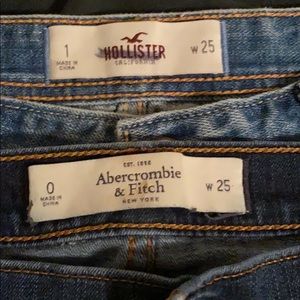 1
MADE IN
CHINA
HOLLISTER
CALIFORNIA
W 25
0
MADE IN
CHINA
EST. 1892
Abercrombie
& Fitch
NEW YORK
W 25